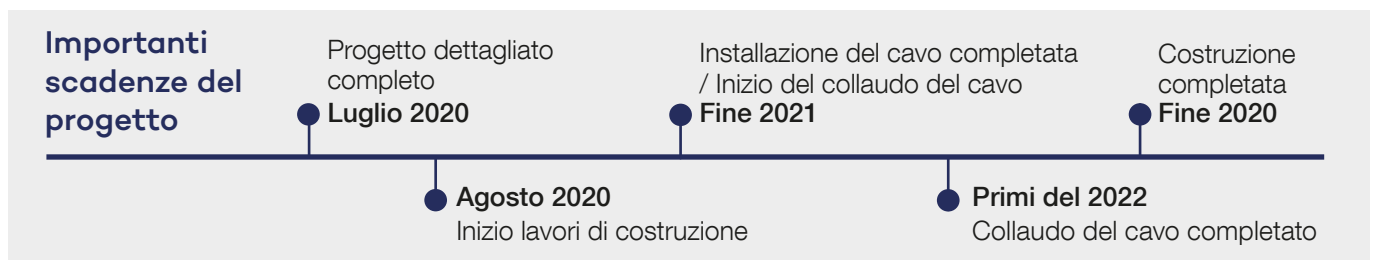 Importanti
scadenze del
progetto
Progetto dettagliato
completo
Luglio 2020
Agosto 2020
Inizio lavori di costruzione
Installazione del cavo completata
/ Inizio del collaudo del cavo
Fine 2021
Primi del 2022
Collaudo del cavo completato
Costruzione
completata
Fine 2020